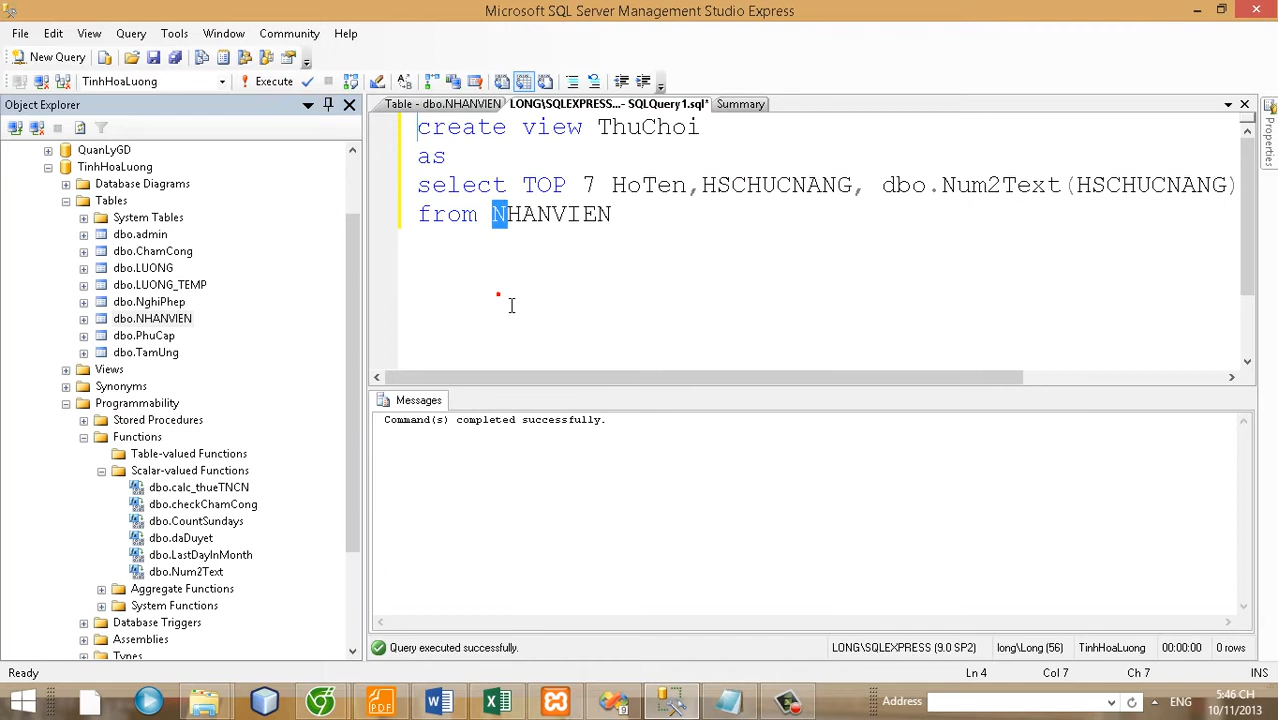 Microsoft SQL Server Management Studio Express
File Edit View Query Tools Window Community Help
New Query
TinhHoaLuong Execute
Object Explorer
Table - dbo.NHANVIEN LONG\SQLEXPRESS...- SQLQuery1.sql* Summary
Properties
QuanLyGD
TinhHoaLuong
Database Diagrams
Tables
System Tables
dbo.admin
dbo.ChamCong
dbo.LUONG
dbo.LUONG_TEMP
dbo.NghiPhep
dbo.NHANVIEN
dbo.PhuCap
dbo.TamUng
Views
Synonyms
Programmability
Stored Procedures
Functions
Table-valued Functions
Scalar-valued Functions
dbo.calc_thueTNCN
dbo.checkChamCong
dbo.CountSundays
dbo.daDuyet
dbo.LastDayInMonth
dbo.Num2Text
Aggregate Functions
System Functions
Database Triggers
Assemblies
Types
create view ThuChoi
as
select TOP 7 HoTen,HSCHUCNANG, dbo.Num2Text(HSCHUCNANG)
from NHANVIEN
Messages
Command(s) completed successfully.
Query executed successfully. LONG\SQLEXPRESS (9.0 SP2) long\Long (56) TinhHoaLuong 00:00:00 0 rows
Ready Ln 4 Col 7 Ch 7 INS
Address ENG 5:46 CH
10/11/2013